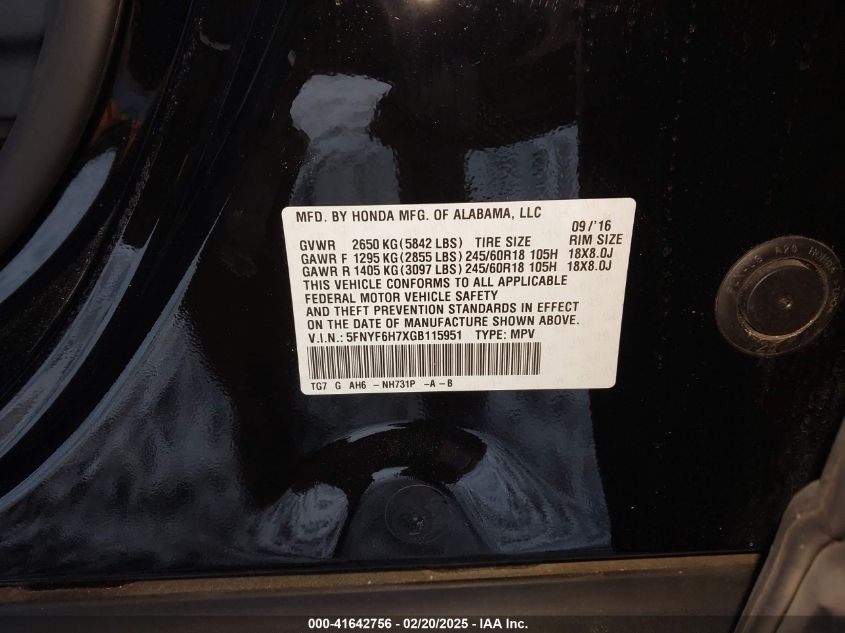 MFD. BY HONDA MFG. OF ALABAMA, LLC
09/'16
GVWR 2650 KG(5842 LBS) TIRE SIZE RIM SIZE
GAWR F 1295 KG(2855 LBS) 245/60R18 105H 18X8.0J
GAWR R 1405 KG(3097 LBS) 245/60R18 105H 18X8.0J
THIS VEHICLE CONFORMS TO ALL APPLICABLE
FEDERAL MOTOR VEHICLE SAFETY
AND THEFT PREVENTION STANDARDS IN EFFECT
ON THE DATE OF MANUFACTURE SHOWN ABOVE.
V.I.N.: 5FNYF6H7XGB115951 TYPE: MPV
TG7 G AH6 -NH731P -A-B
000-41642756 — 02/20/2025 — IAA Inc.